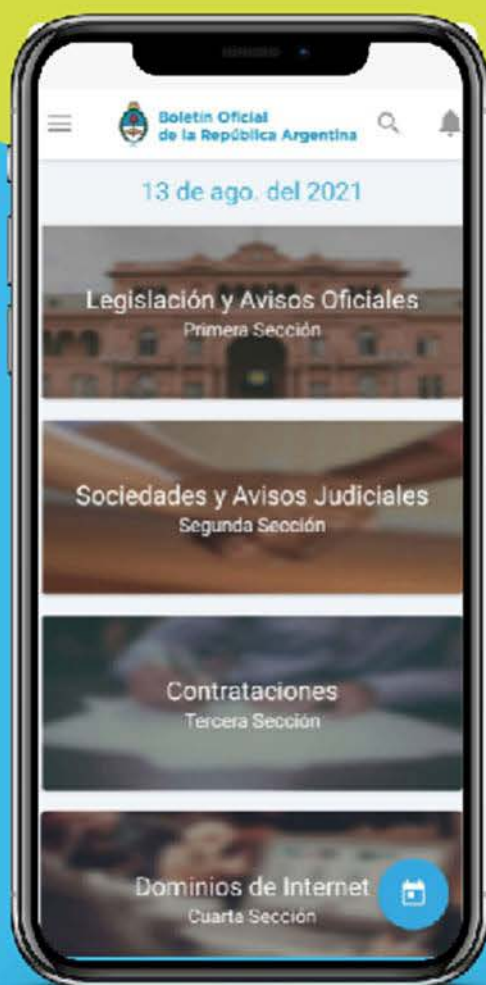 Boletín Oficial
de la República Argentina
13 de ago. del 2021
Legislación y Avisos Oficiales
Primera Sección
Sociedades y Avisos Judiciales
Segunda Sección
Contrataciones
Tercera Sección
Dominios de Internet
Cuarta Sección